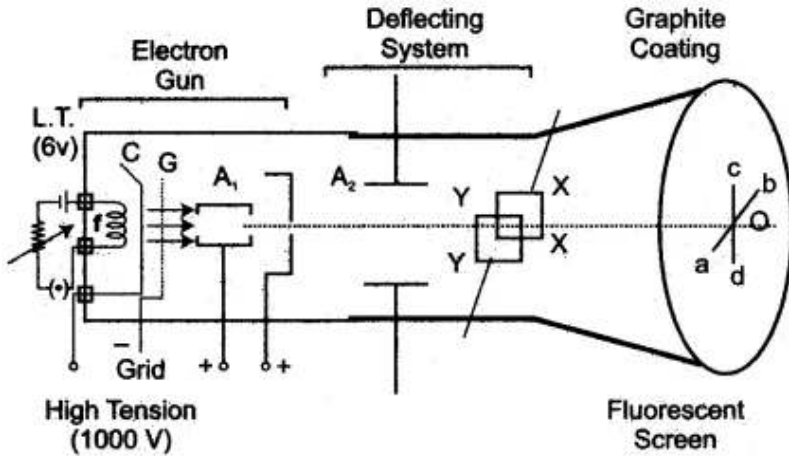 Electron
Gun
Deflecting
System
Graphite
Coating
L.T.
(6v)
C
G
A1
A2
f
Y
X
Y
X
c
b
O
a
d
(•)
–
Grid
+
+
High Tension
(1000 V)
Fluorescent
Screen